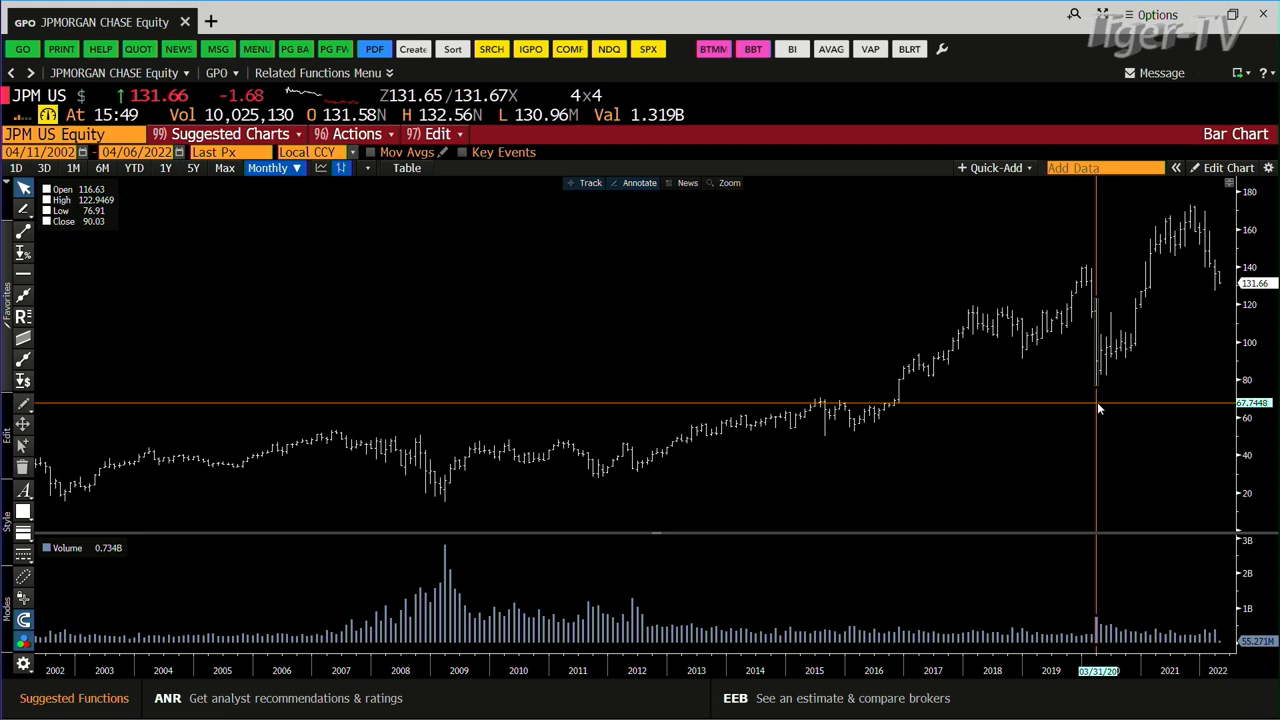 GPO JPMORGAN CHASE Equity
Options
Tiger-TV
GO PRINT HELP QUOT NEWS MSG MENU PG BA PG FV PDF Create Sort SRCH IGPO COMF NDQ SPX BTMM BBT BI AVAG VAP BLRT
JPMORGAN CHASE Equity GPO Related Functions Menu Message ?
JPM US $ 131.66 -1.68 Z131.65/131.67X 4x4
At 15:49 Vol 10,025,130 O 131.58N H 132.56N L 130.96M Val 1.319B
JPM US Equity 99) Suggested Charts 96) Actions 97) Edit Bar Chart
04/11/2002 - 04/06/2022 Last Px Local CCY Mov Avgs Key Events
1D 3D 1M 6M YTD 1Y 5Y Max Monthly Table + Quick-Add Add Data Edit Chart
Track Annotate News Zoom
Open 116.63
High 122.9469
Low 76.91
Close 90.03
180
160
140
131.66
120
100
80
67.7448
60
40
20
Favorites
Edit
Style
Modes
Volume 0.734B
3B
2B
1B
55.271M
2002 2003 2004 2005 2006 2007 2008 2009 2010 2011 2012 2013 2014 2015 2016 2017 2018 2019 03/31/20 2021 2022
Suggested Functions ANR Get analyst recommendations & ratings EEB See an estimate & compare brokers